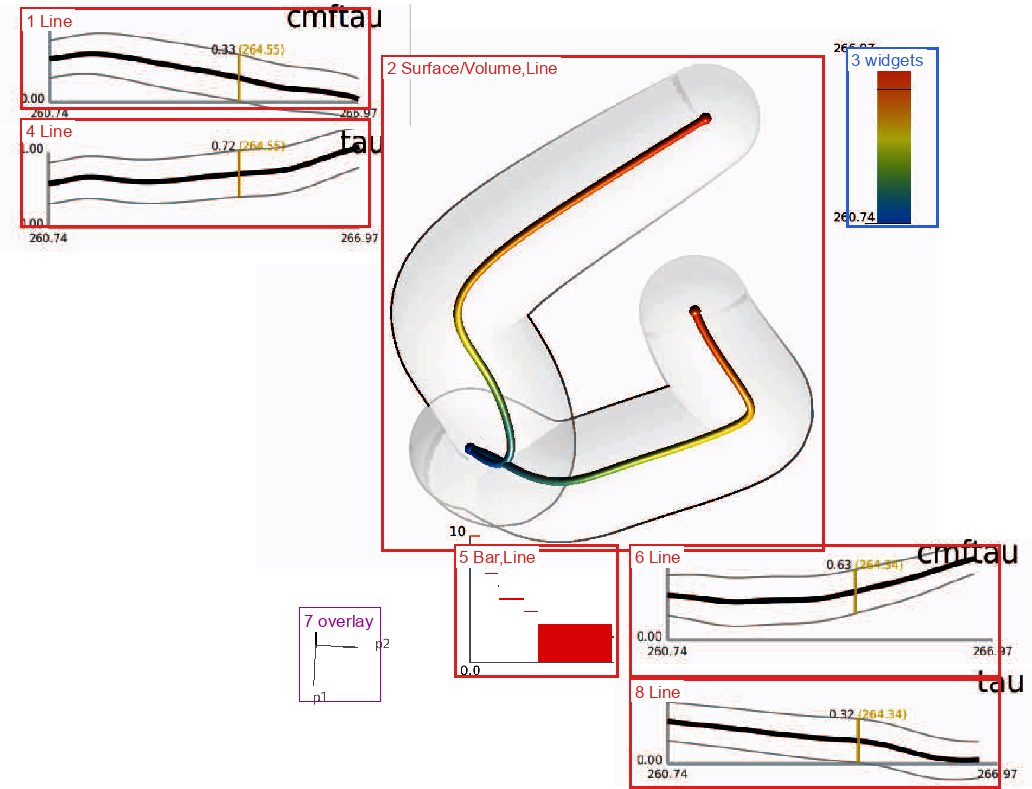 1 Line
cmftau
0.33 (264.55)
0.00
260.74
266.97
4 Line
tau
1.00
0.72 (264.55)
0.00
260.74
266.97
2 Surface/Volume,Line
266.97
3 widgets
260.74
10
5 Bar,Line
0.0
6 Line
cmftau
0.63 (264.34)
0.00
260.74
266.97
7 overlay
p2
p1
8 Line
tau
0.32 (264.34)
0.00
260.74
266.97